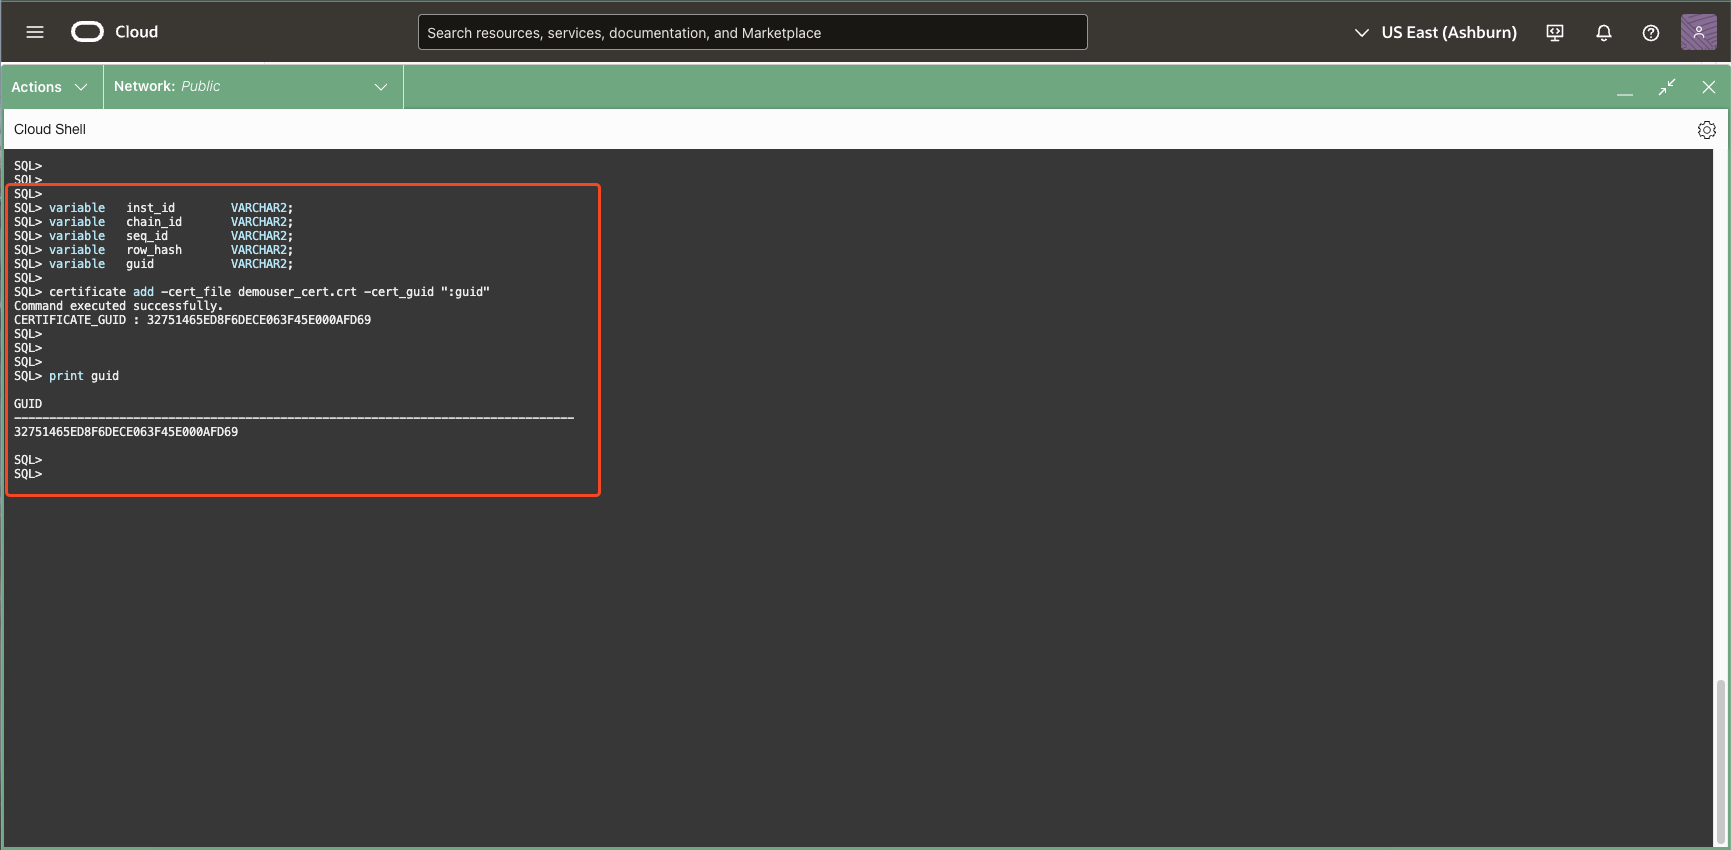 Cloud
Search resources, services, documentation, and Marketplace
US East (Ashburn)
Actions
Network: Public
Cloud Shell
SQL>
SQL>
SQL>
SQL> variable inst_id VARCHAR2;
SQL> variable chain_id VARCHAR2;
SQL> variable seq_id VARCHAR2;
SQL> variable row_hash VARCHAR2;
SQL> variable guid VARCHAR2;
SQL>
SQL> certificate add -cert_file demouser_cert.crt -cert_guid ":guid"
Command executed successfully.
CERTIFICATE_GUID : 32751465ED8F6DECE063F45E000AFD69
SQL>
SQL>
SQL>
SQL> print guid
GUID
--------------------------------------------------------------------------------
32751465ED8F6DECE063F45E000AFD69
SQL>
SQL>